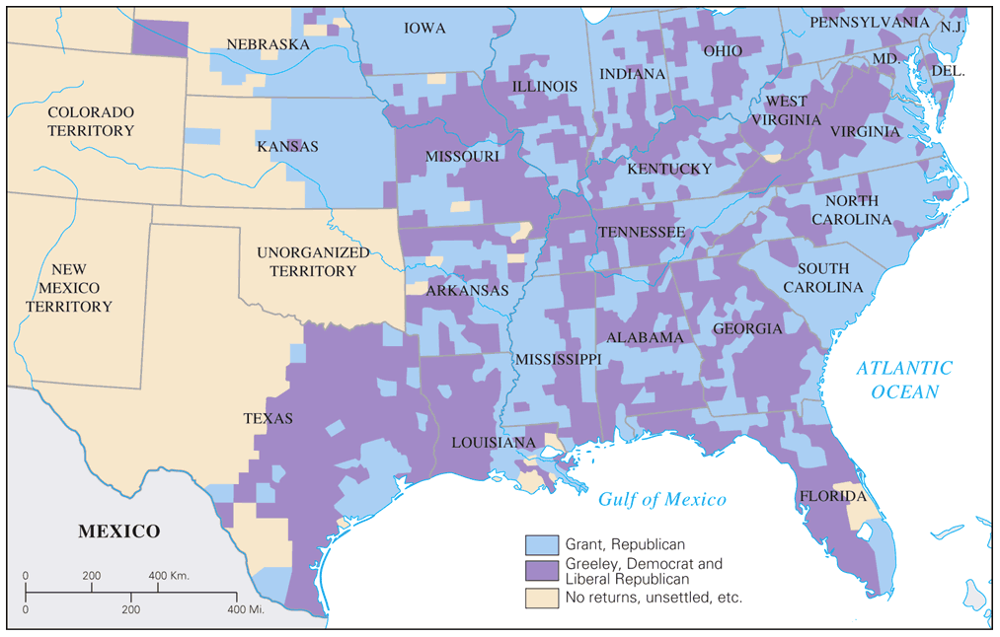 IOWA
PENNSYLVANIA
N.J.
NEBRASKA
OHIO
MD.
DEL.
INDIANA
ILLINOIS
COLORADO
TERRITORY
WEST
VIRGINIA
VIRGINIA
KANSAS
MISSOURI
KENTUCKY
NORTH
CAROLINA
TENNESSEE
UNORGANIZED
TERRITORY
NEW
MEXICO
TERRITORY
SOUTH
CAROLINA
ARKANSAS
GEORGIA
ALABAMA
MISSISSIPPI
ATLANTIC
OCEAN
TEXAS
LOUISIANA
FLORIDA
Gulf of Mexico
MEXICO
Grant, Republican
Greeley, Democrat and
Liberal Republican
No returns, unsettled, etc.
0 200 400 Km.
0 200 400 Mi.